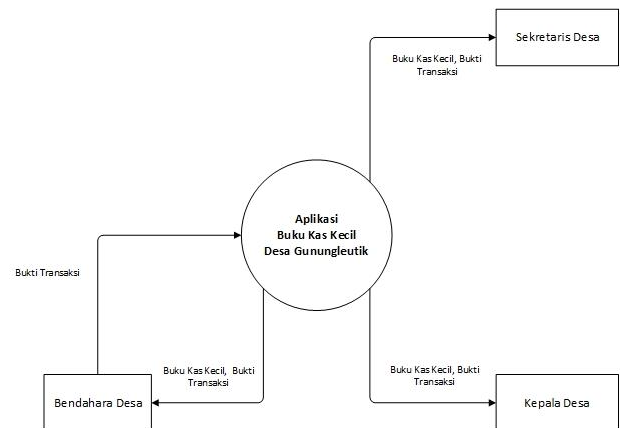 Sekretaris Desa
Buku Kas Kecil, Bukti
Transaksi
Aplikasi
Buku Kas Kecil
Desa Gunungleutik
Bukti Transaksi
Buku Kas Kecil, Bukti
Transaksi
Buku Kas Kecil, Bukti
Transaksi
Bendahara Desa
Kepala Desa